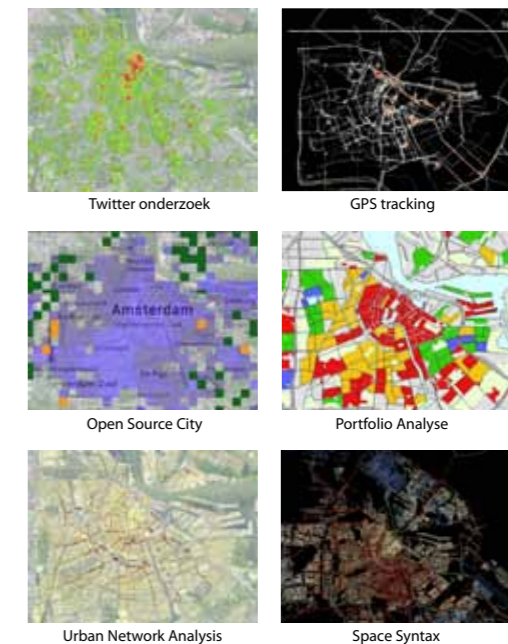 Twitter onderzoek
GPS tracking
Amsterdam
Open Source City
Portfolio Analyse
Urban Network Analysis
Space Syntax